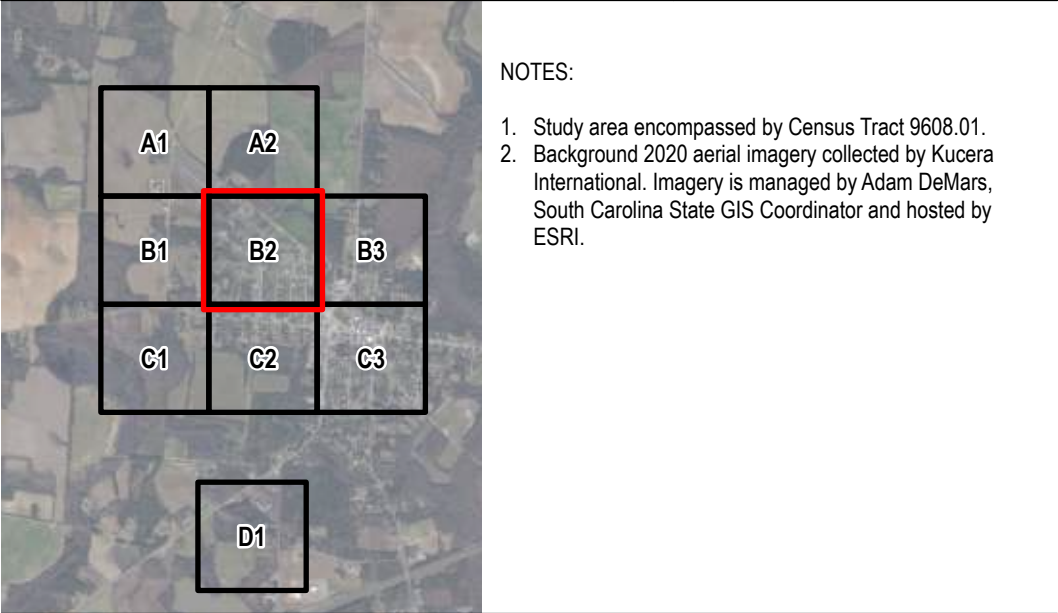 A1 A2
B1 B2 B3
C1 C2 C3
D1
NOTES:
1. Study area encompassed by Census Tract 9608.01.
2. Background 2020 aerial imagery collected by Kucera
International. Imagery is managed by Adam DeMars,
South Carolina State GIS Coordinator and hosted by
ESRI.